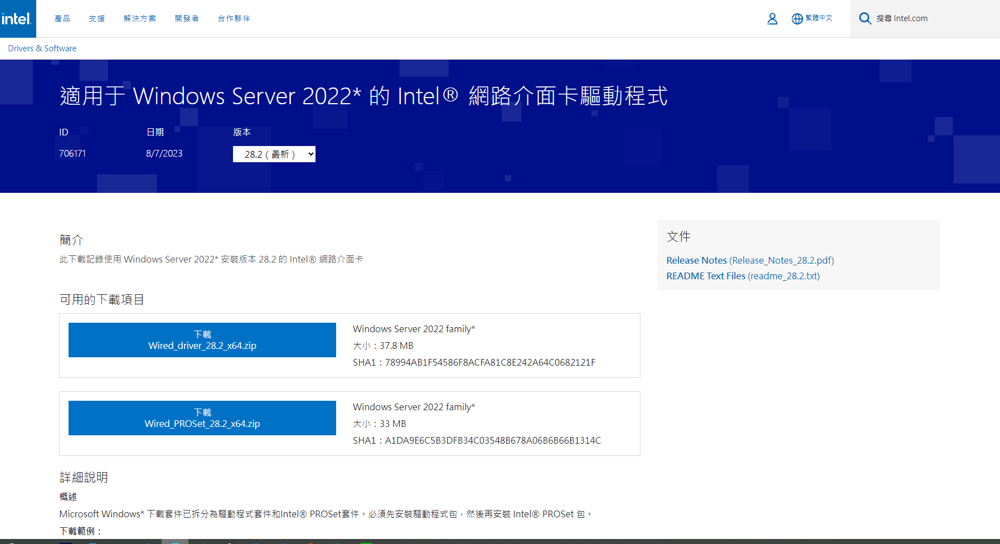 intel.
產品 支援 解決方案 開發者 合作夥伴
繁體中文
搜尋 Intel.com
Drivers & Software
適用于 Windows Server 2022* 的 Intel® 網路介面卡驅動程式
ID 日期 版本
706171 8/7/2023 28.2（最新）
簡介
此下載記錄使用 Windows Server 2022* 安裝版本 28.2 的 Intel® 網路介面卡
可用的下載項目
下載
Wired_driver_28.2_x64.zip
Windows Server 2022 family*
大小：37.8 MB
SHA1：78994AB1F54586F8ACFA81C8E242A64C0682121F
下載
Wired_PROSet_28.2_x64.zip
Windows Server 2022 family*
大小：33 MB
SHA1：A1DA9E6C5B3DFB34C03548B678A06B6B66B1314C
詳細說明
概述
Microsoft Windows* 下載套件已拆分為驅動程式套件和Intel® PROSet套件。必須先安裝驅動程式包，然後再安裝 Intel® PROSet 包。
下載範例：
文件
Release Notes (Release_Notes_28.2.pdf)
README Text Files (readme_28.2.txt)